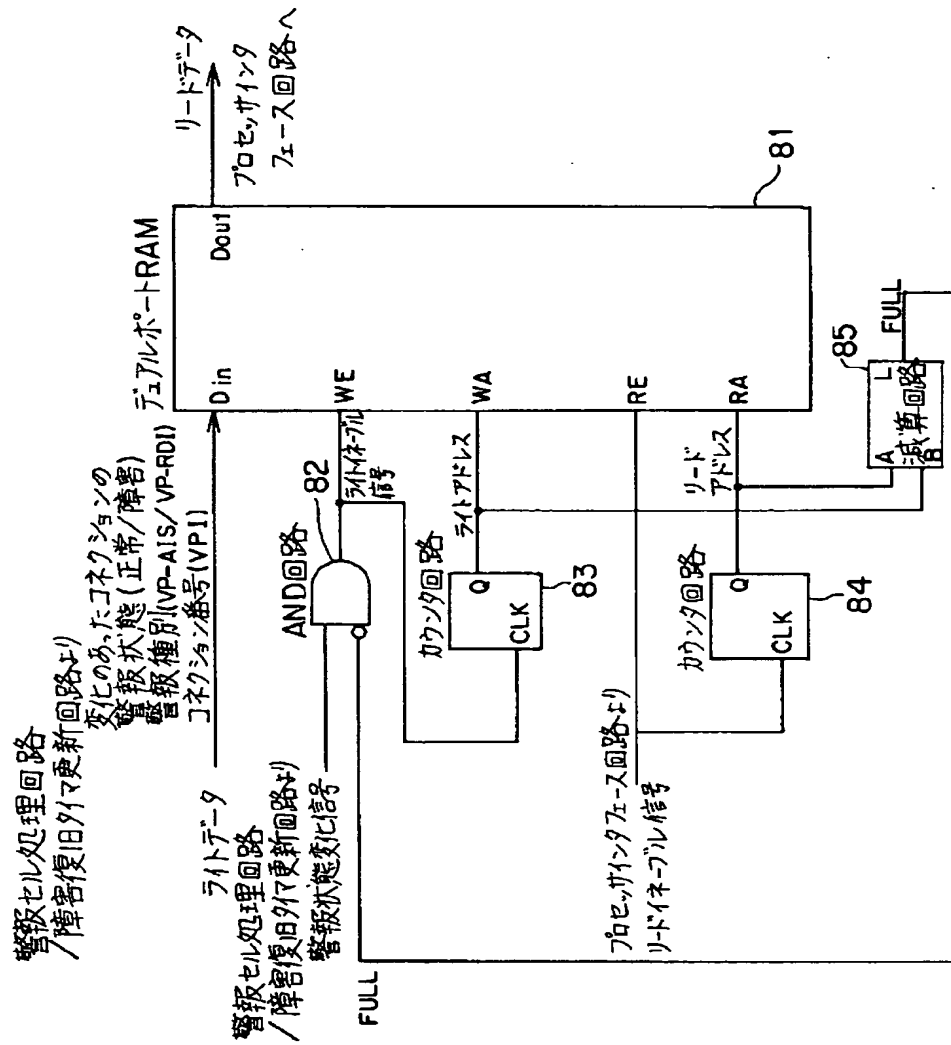 警報セル処理回路
/障害復旧タイマ更新回路より
変化のあったコネクションの
警報状態(正常/障害)
警報種別(VP-AIS/VP-RDI)
コネクション番号(VPI)
ライトデータ
デュアルポートRAM
Din
Dout
リードデータ
プロセッサインタ
フェース回路へ
81
警報セル処理回路
/障害復旧タイマ更新回路より
警報状態変化信号
FULL
AND回路
82
ライトイネーブル
信号
WE
カウンタ回路
Q
CLK
83
ライトアドレス
WA
プロセッサインタフェース回路より
リードイネーブル信号
RE
カウンタ回路
Q
CLK
84
リード
アドレス
RA
85
A
B
L
減算回路
FULL